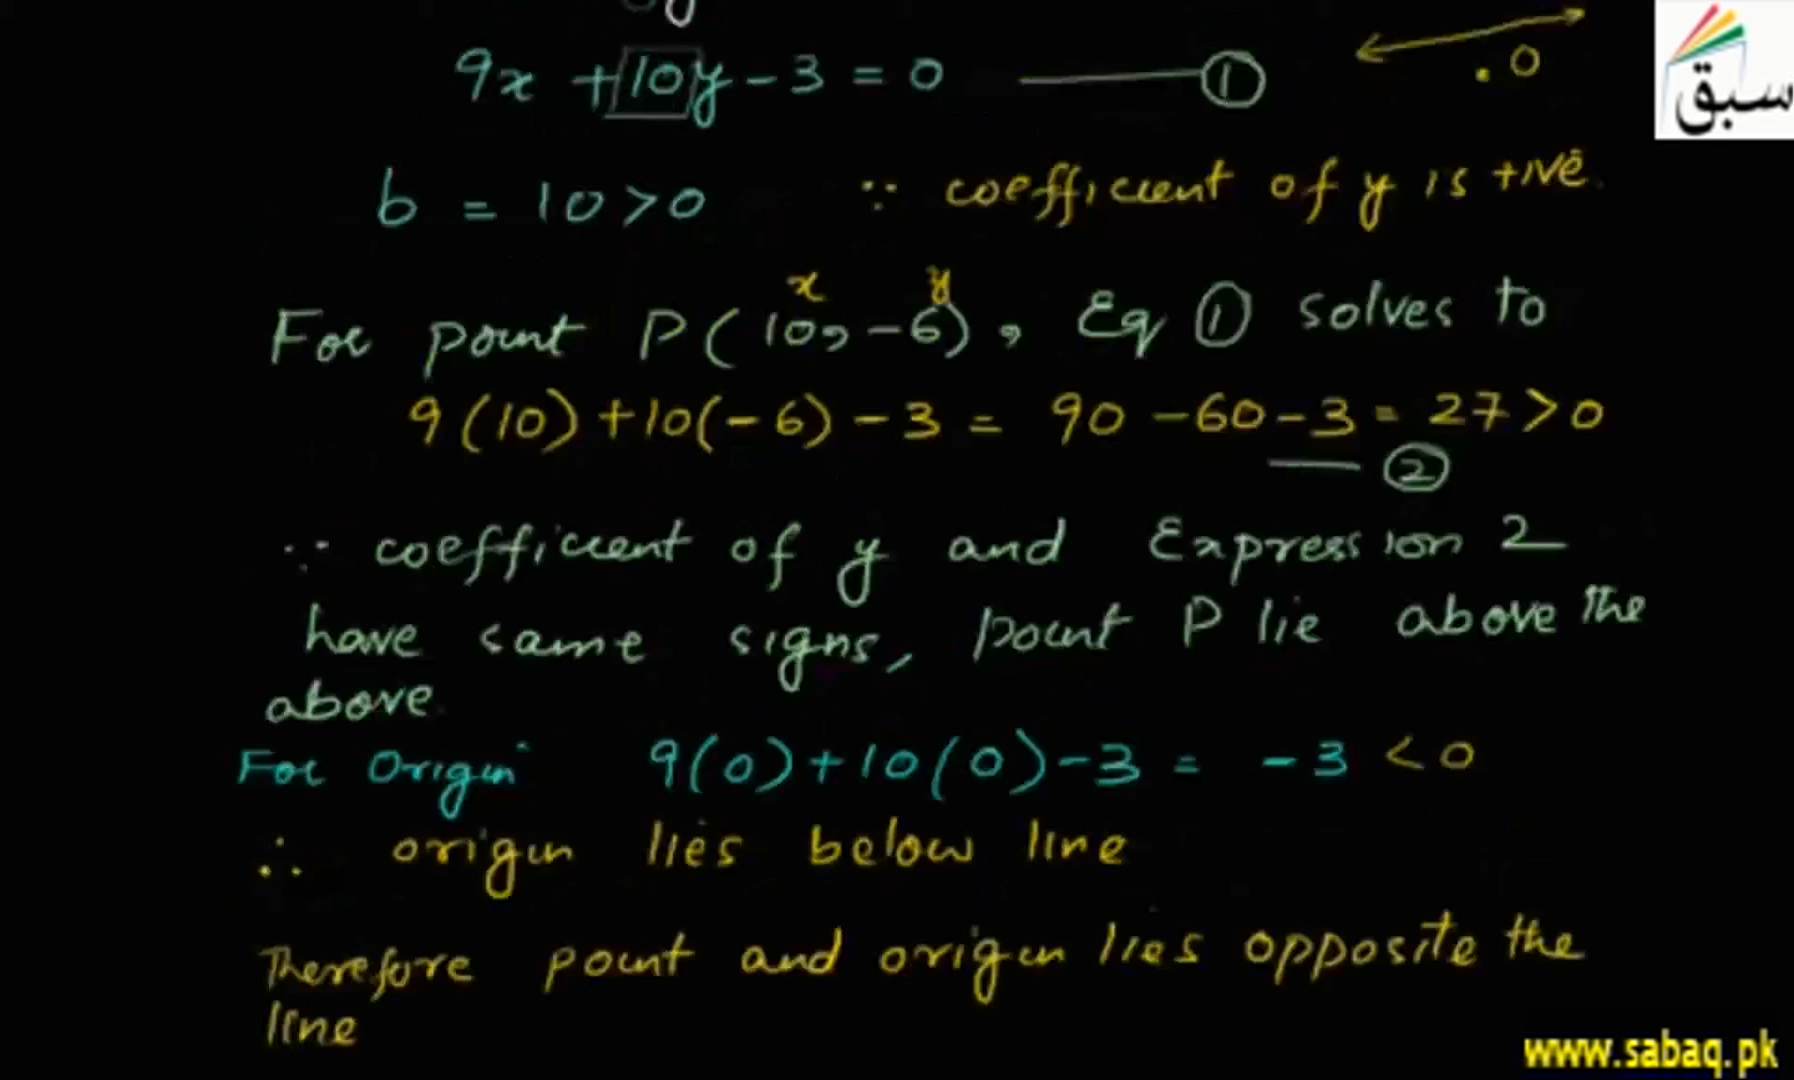 9x + 10y - 3 = 0 ——— ①
. 0
سبق
b = 10 > 0 ∵ coefficient of y is +ive.
x y
For point P(10, -6), Eq ① solves to
9(10) + 10(-6) - 3 = 90 - 60 - 3 = 27 > 0
—— ②
∵ coefficient of y and Expression 2
have same signs, point P lie above the
above.
For Origin 9(0) + 10(0) - 3 = -3 < 0
∴ origin lies below line
Therefore point and origin lies opposite the
line
www.sabaq.pk